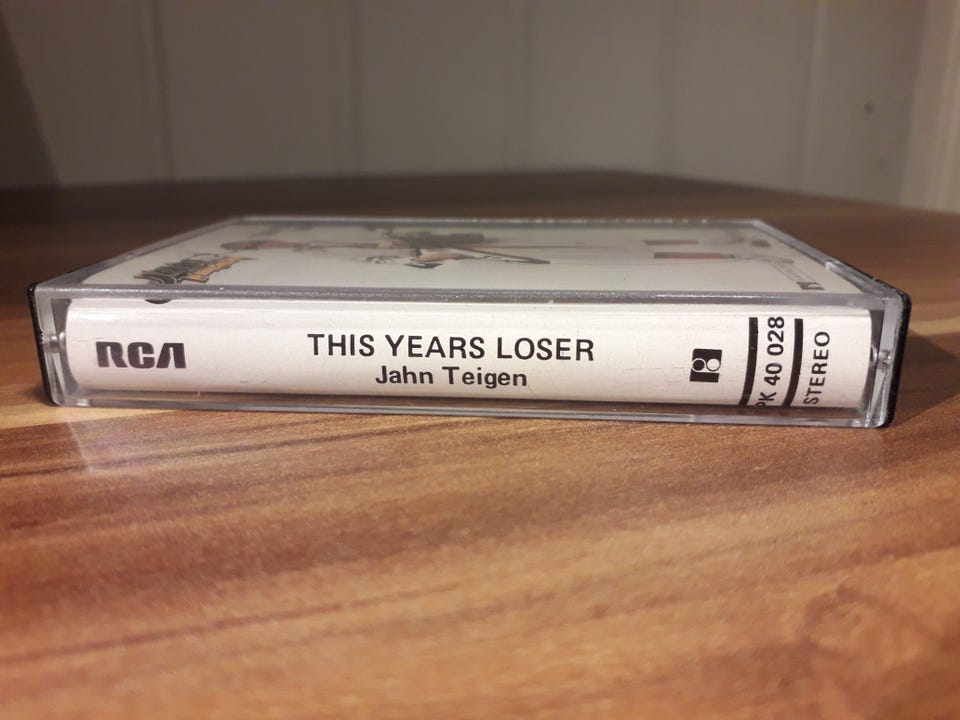 RCA
THIS YEARS LOSER
Jahn Teigen
PK 40 028
STEREO